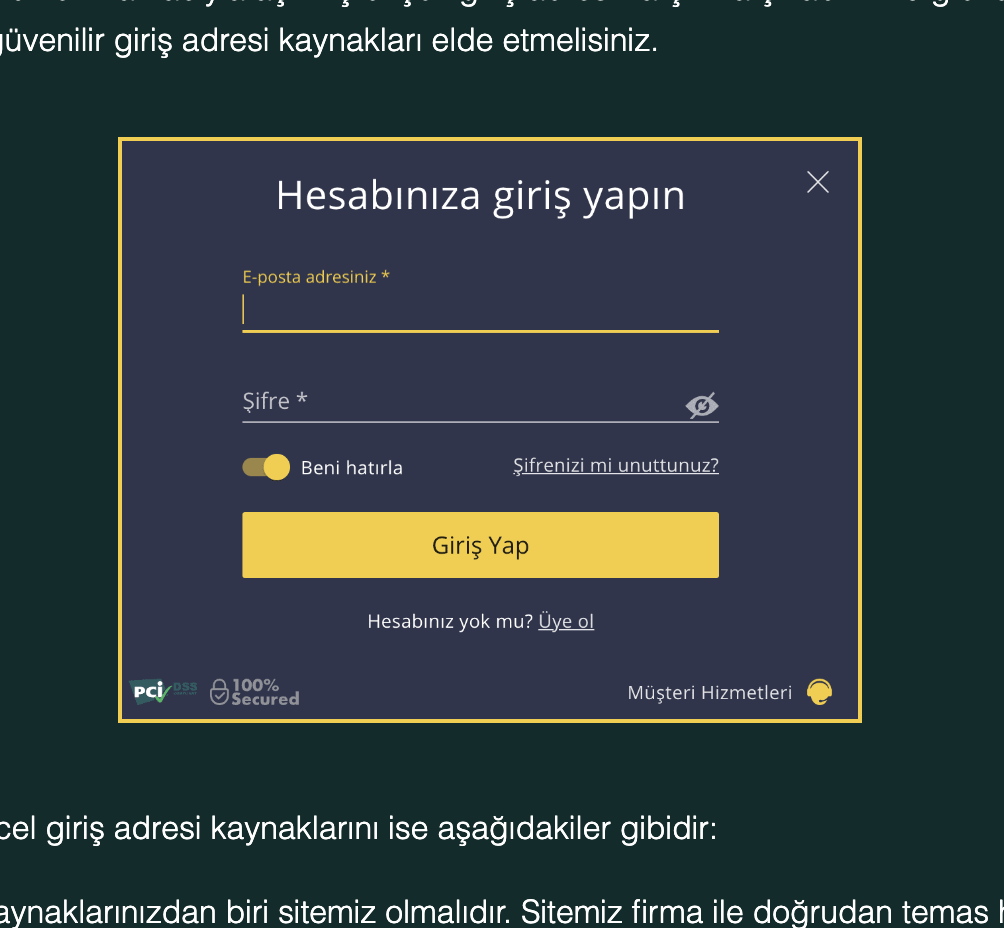 güvenilir giriş adresi kaynakları elde etmelisiniz.
Hesabınıza giriş yapın
E-posta adresiniz *
Şifre *
Beni hatırla
Şifrenizi mi unuttunuz?
Giriş Yap
Hesabınız yok mu? Üye ol
PCI DSS
100%
Secured
Müşteri Hizmetleri
cel giriş adresi kaynaklarını ise aşağıdakiler gibidir:
aynaklarınızdan biri sitemiz olmalıdır. Sitemiz firma ile doğrudan temas h